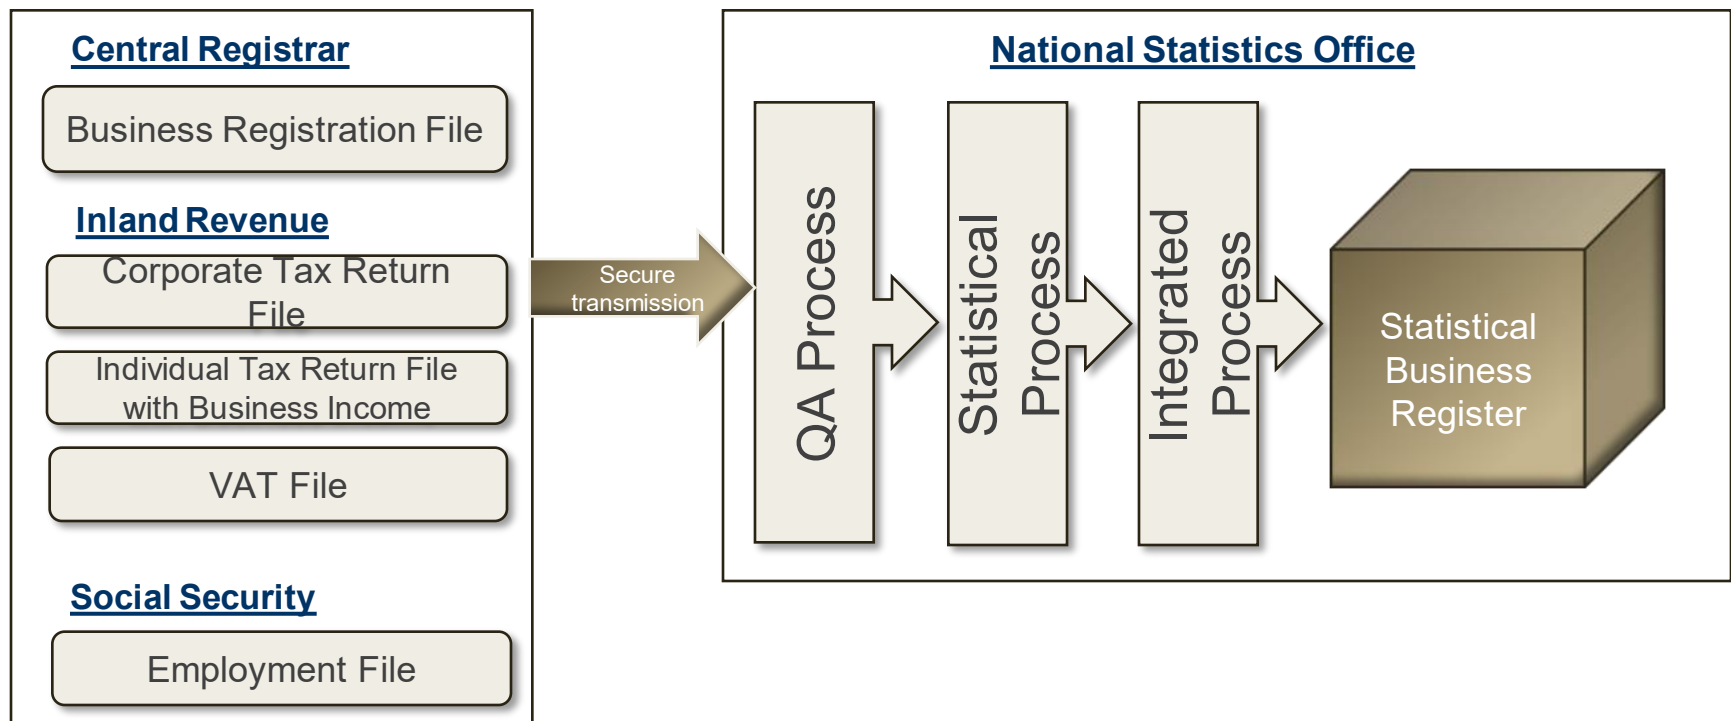 Central Registrar
Business Registration File
Inland Revenue
Corporate Tax Return
File
Individual Tax Return File
with Business Income
VAT File
Social Security
Employment File
Secure
transmission
National Statistics Office
QA Process
Statistical
Process
Integrated
Process
Statistical
Business
Register